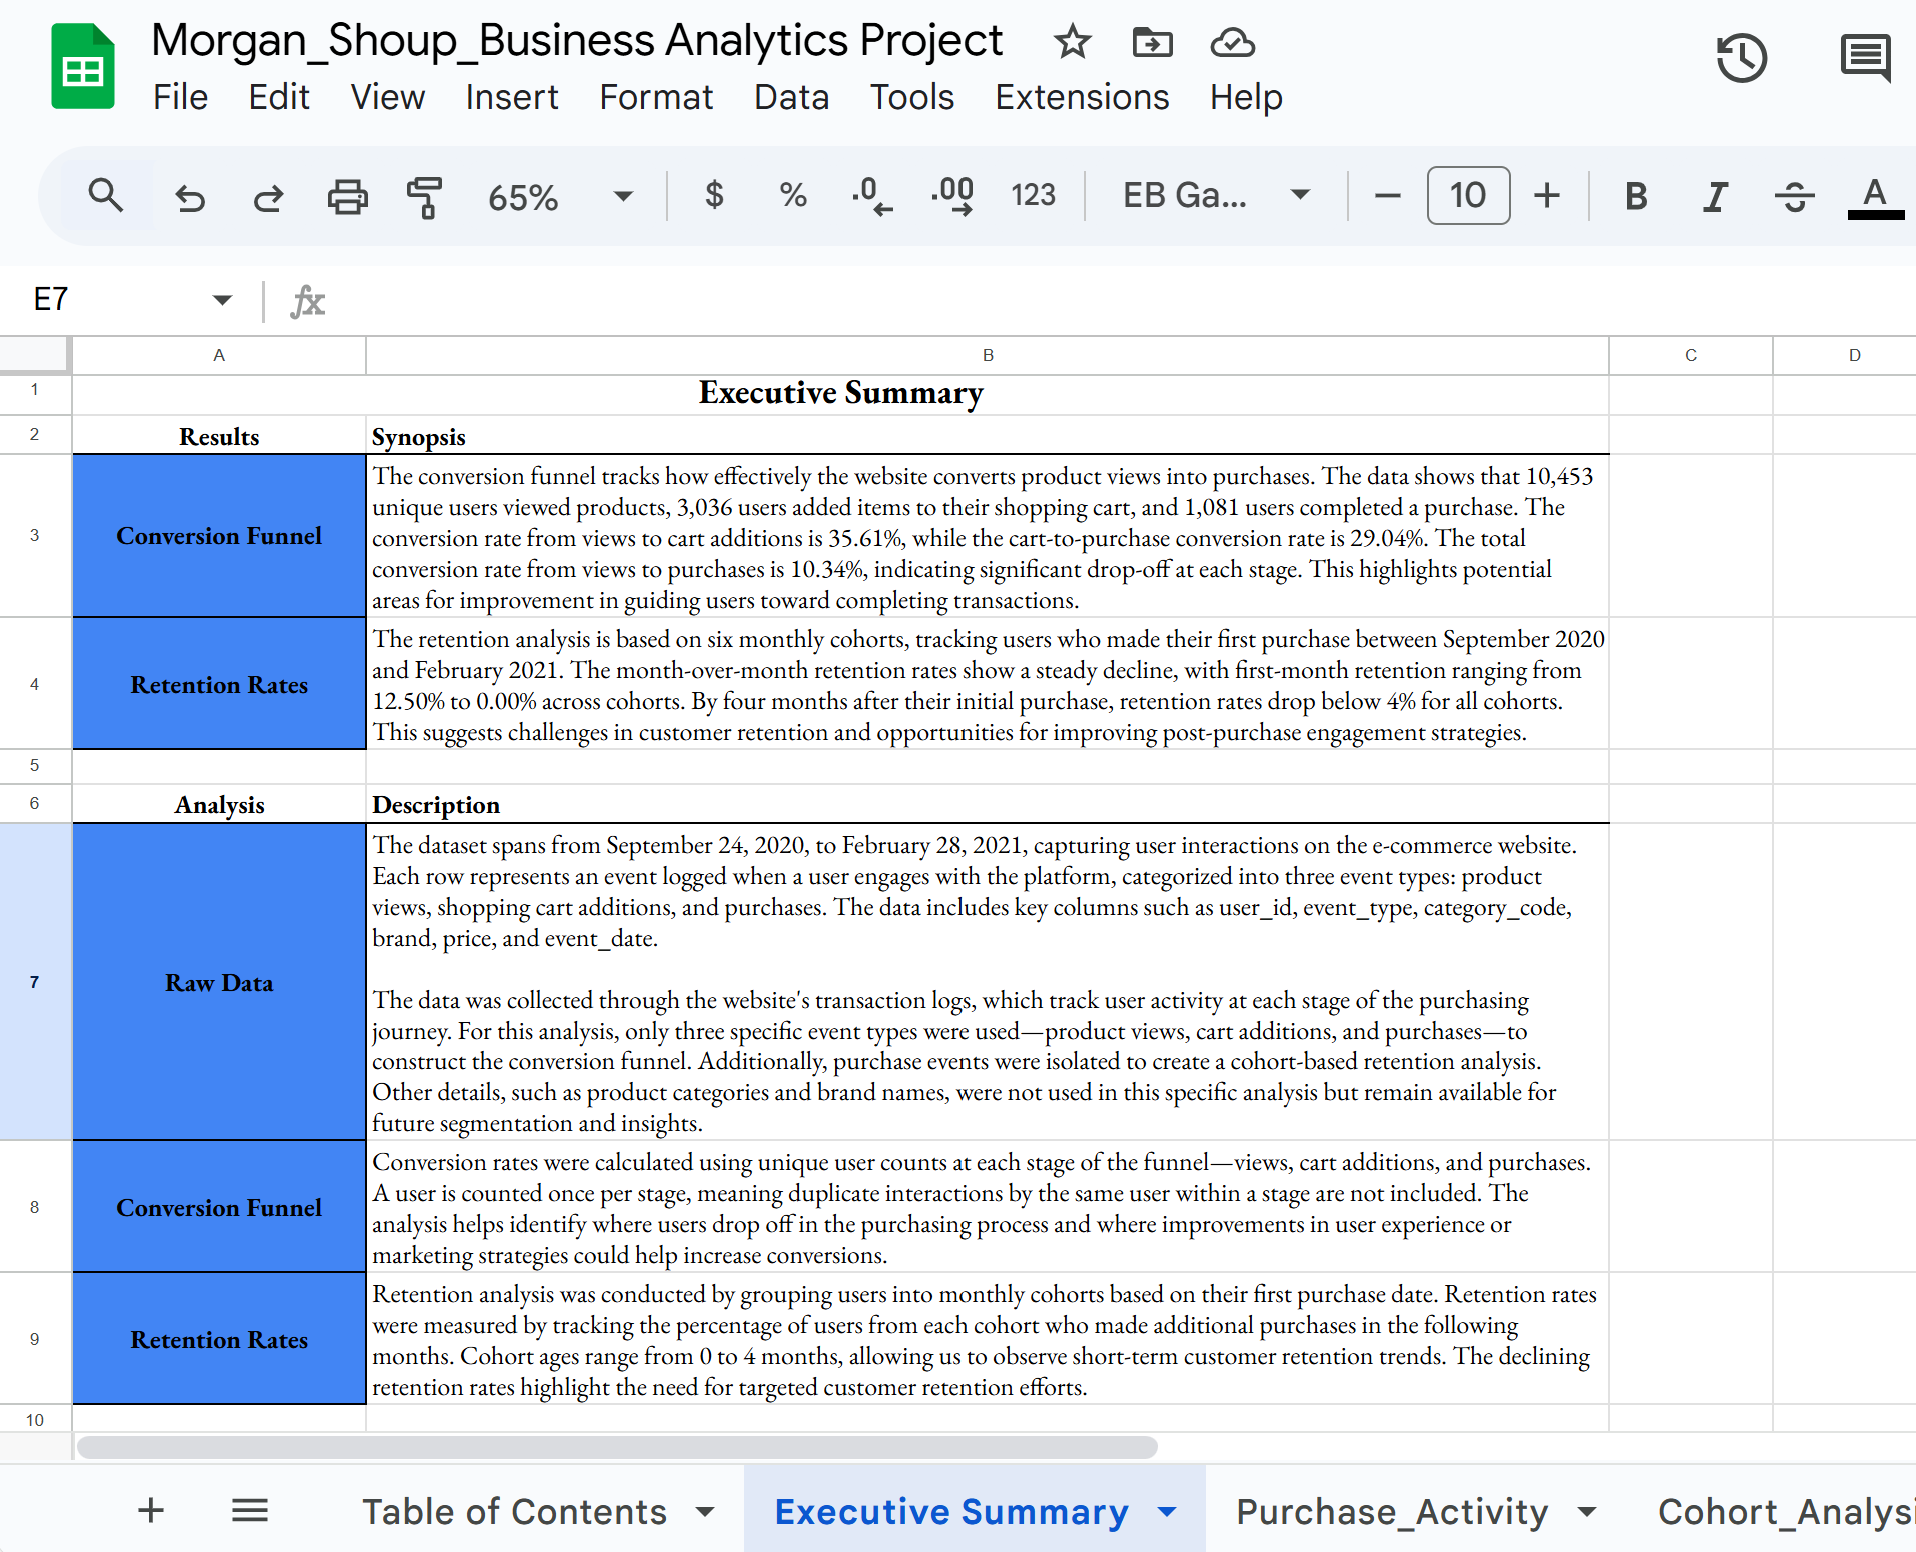 Morgan_Shoup_Business Analytics Project
File Edit View Insert Format Data Tools Extensions Help
65% $ % .0 .00 123 EB Ga... 10 B I S A
E7 fx
A B C D
1 Executive Summary
2 Results Synopsis
3 Conversion Funnel
The conversion funnel tracks how effectively the website converts product views into purchases. The data shows that 10,453
unique users viewed products, 3,036 users added items to their shopping cart, and 1,081 users completed a purchase. The
conversion rate from views to cart additions is 35.61%, while the cart-to-purchase conversion rate is 29.04%. The total
conversion rate from views to purchases is 10.34%, indicating significant drop-off at each stage. This highlights potential
areas for improvement in guiding users toward completing transactions.
4 Retention Rates
The retention analysis is based on six monthly cohorts, tracking users who made their first purchase between September 2020
and February 2021. The month-over-month retention rates show a steady decline, with first-month retention ranging from
12.50% to 0.00% across cohorts. By four months after their initial purchase, retention rates drop below 4% for all cohorts.
This suggests challenges in customer retention and opportunities for improving post-purchase engagement strategies.
5
6 Analysis Description
7 Raw Data
The dataset spans from September 24, 2020, to February 28, 2021, capturing user interactions on the e-commerce website.
Each row represents an event logged when a user engages with the platform, categorized into three event types: product
views, shopping cart additions, and purchases. The data includes key columns such as user_id, event_type, category_code,
brand, price, and event_date.
The data was collected through the website's transaction logs, which track user activity at each stage of the purchasing
journey. For this analysis, only three specific event types were used—product views, cart additions, and purchases—to
construct the conversion funnel. Additionally, purchase events were isolated to create a cohort-based retention analysis.
Other details, such as product categories and brand names, were not used in this specific analysis but remain available for
future segmentation and insights.
8 Conversion Funnel
Conversion rates were calculated using unique user counts at each stage of the funnel—views, cart additions, and purchases.
A user is counted once per stage, meaning duplicate interactions by the same user within a stage are not included. The
analysis helps identify where users drop off in the purchasing process and where improvements in user experience or
marketing strategies could help increase conversions.
9 Retention Rates
Retention analysis was conducted by grouping users into monthly cohorts based on their first purchase date. Retention rates
were measured by tracking the percentage of users from each cohort who made additional purchases in the following
months. Cohort ages range from 0 to 4 months, allowing us to observe short-term customer retention trends. The declining
retention rates highlight the need for targeted customer retention efforts.
10
Table of Contents Executive Summary Purchase_Activity Cohort_Analysi